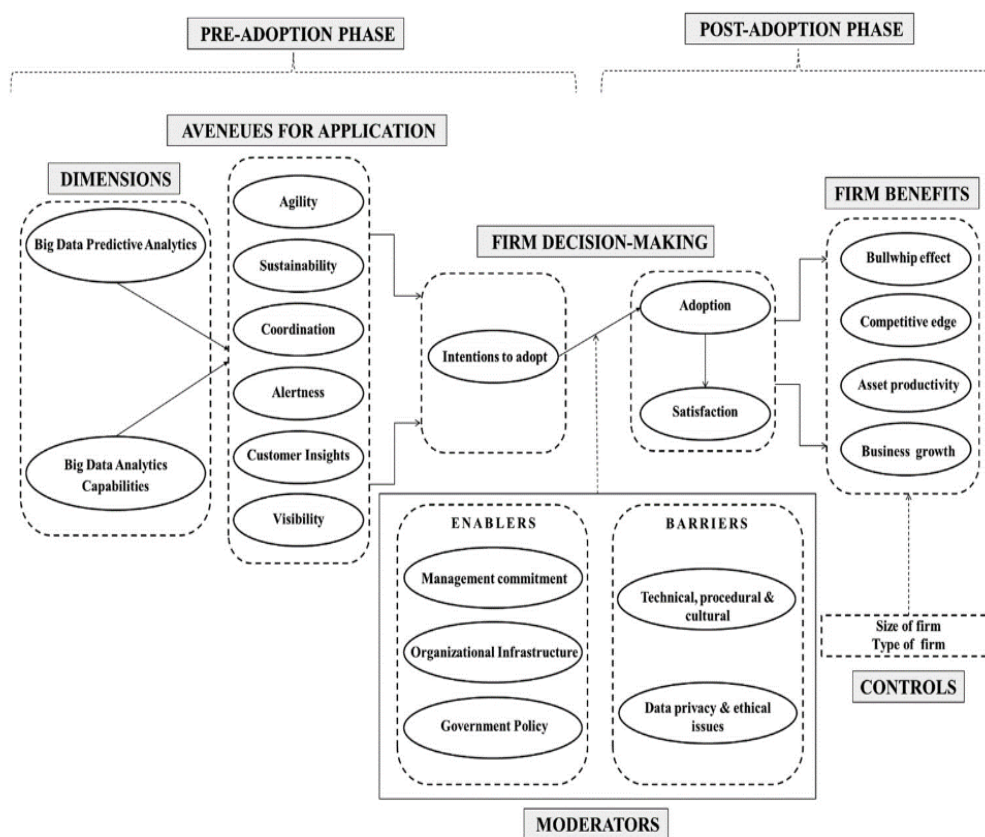 PRE-ADOPTION PHASE
POST-ADOPTION PHASE
AVENEUES FOR APPLICATION
DIMENSIONS
FIRM BENEFITS
FIRM DECISION-MAKING
Big Data Predictive Analytics
Big Data Analytics
Capabilities
Agility
Sustainability
Coordination
Alertness
Customer Insights
Visibility
Intentions to adopt
Adoption
Satisfaction
Bullwhip effect
Competitive edge
Asset productivity
Business growth
ENABLERS
Management commitment
Organizational Infrastructure
Government Policy
BARRIERS
Technical, procedural &
cultural
Data privacy & ethical
issues
Size of firm
Type of firm
CONTROLS
MODERATORS